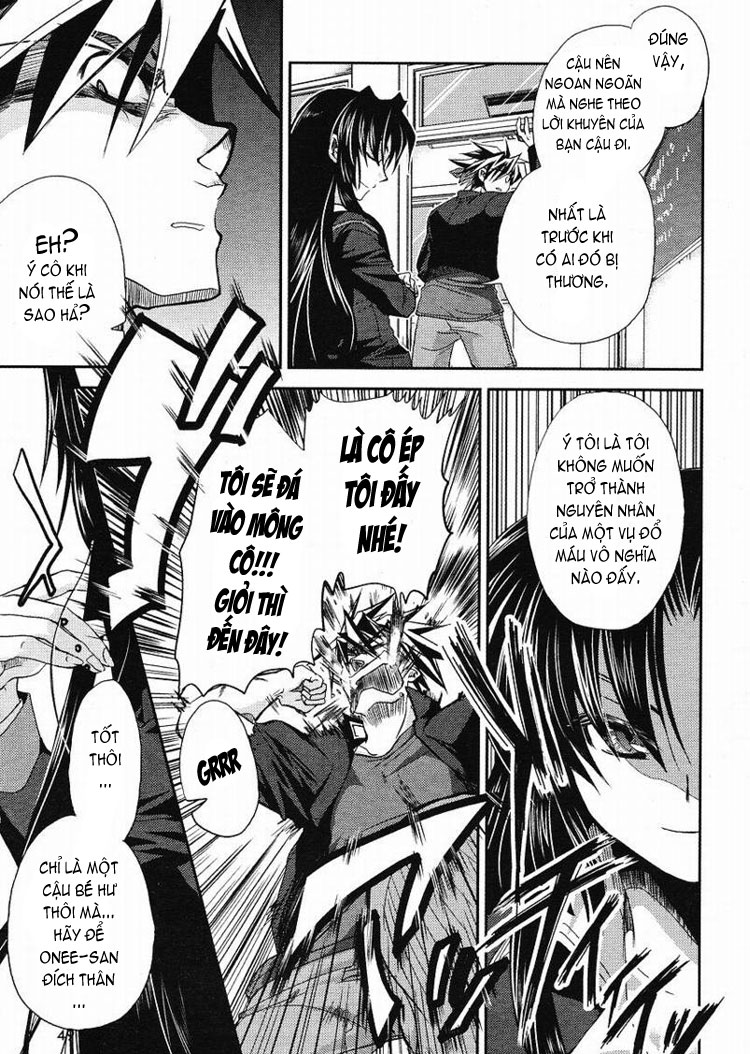 ĐÚNG
VẬY,
CẬU NÊN
NGOAN NGOÃN
MÀ NGHE THEO
LỜI KHUYÊN CỦA
BẠN CẬU ĐI.
NHẤT LÀ
TRƯỚC KHI
CÓ AI ĐÓ BỊ
THƯƠNG.
EH?
Ý CÔ KHI
NÓI THẾ LÀ
SAO HẢ?
Ý TÔI LÀ TÔI
KHÔNG MUỐN
TRỞ THÀNH
NGUYÊN NHÂN
CỦA MỘT VỤ ĐỔ
MÁU VÔ NGHĨA
NÀO ĐẤY.
LÀ CÔ ÉP
TÔI ĐẤY
NHÉ!
TÔI SẼ ĐÁ
VÀO MÔNG
CÔ!!!
GIỎI THÌ
ĐẾN ĐÂY!
GRRR
TỐT
THÔI
...
CHỈ LÀ MỘT
CẬU BÉ HƯ
THÔI MÀ...
HÃY ĐỂ
ONEE-SAN
ĐÍCH THÂN
...